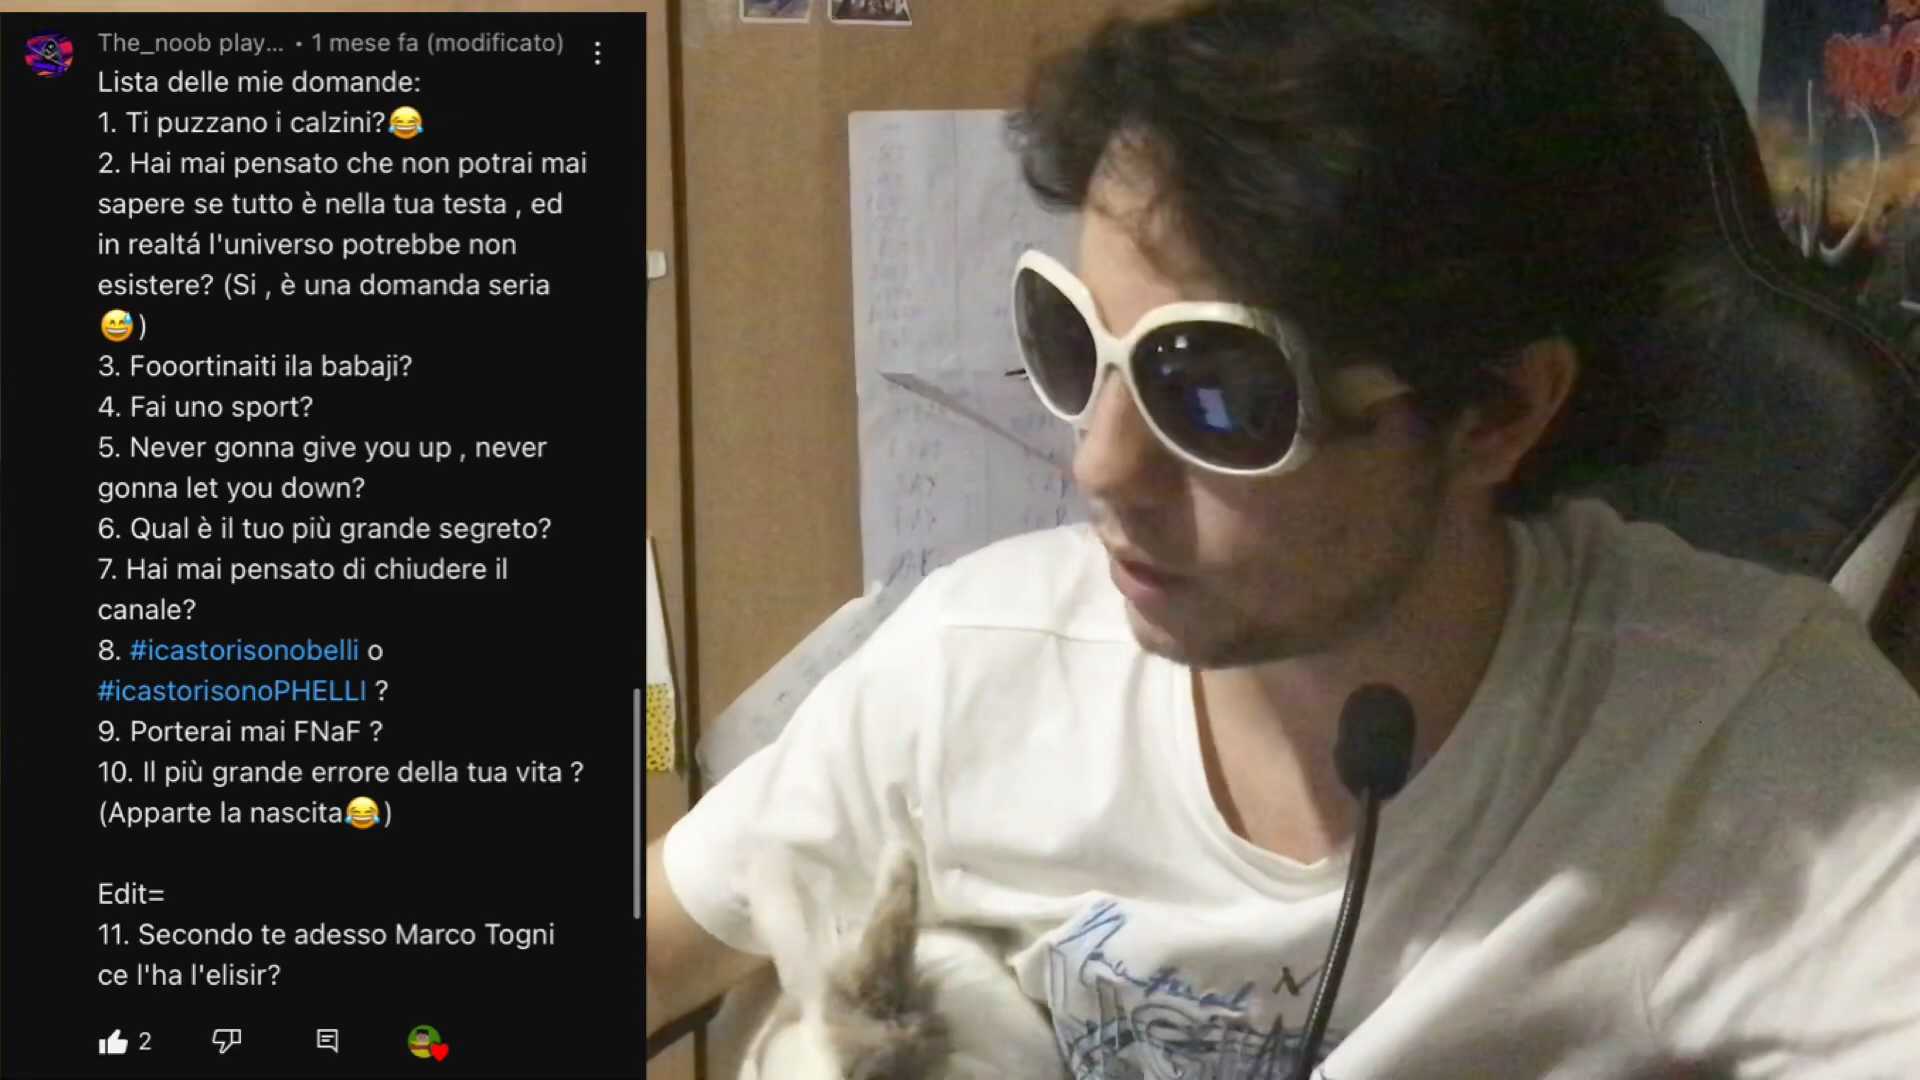 The_noob play... • 1 mese fa (modificato)
Lista delle mie domande:
1. Ti puzzano i calzini?😂
2. Hai mai pensato che non potrai mai
sapere se tutto è nella tua testa , ed
in realtá l'universo potrebbe non
esistere? (Si , è una domanda seria
😅)
3. Fooortinaiti ila babaji?
4. Fai uno sport?
5. Never gonna give you up , never
gonna let you down?
6. Qual è il tuo più grande segreto?
7. Hai mai pensato di chiudere il
canale?
8. #icastorisonobelli o
#icastorisonoPHELLI ?
9. Porterai mai FNaF ?
10. Il più grande errore della tua vita ?
(Apparte la nascita😂)
Edit=
11. Secondo te adesso Marco Togni
ce l'ha l'elisir?
2